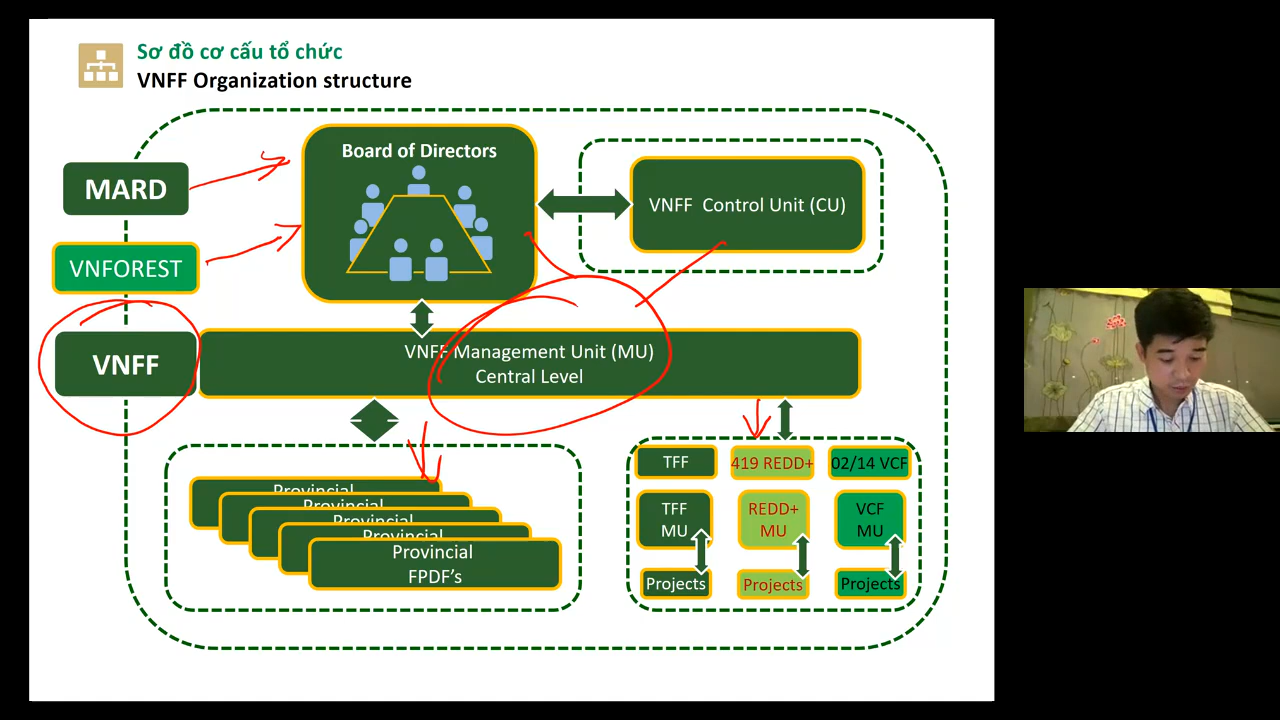 Sơ đồ cơ cấu tổ chức
VNFF Organization structure
Board of Directors
MARD
VNFF Control Unit (CU)
VNFOREST
VNFF
VNFF Management Unit (MU)
Central Level
TFF
419 REDD+
02/14 VCF
Provincial
Provincial
Provincial
Provincial
Provincial
FPDF’s
TFF
MU
REDD+
MU
VCF
MU
Projects
Projects
Projects